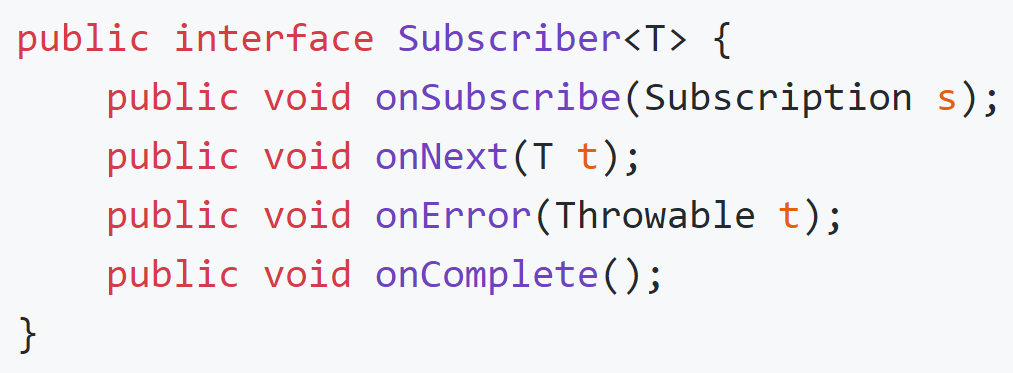 public interface Subscriber<T> {
    public void onSubscribe(Subscription s);
    public void onNext(T t);
    public void onError(Throwable t);
    public void onComplete();
}